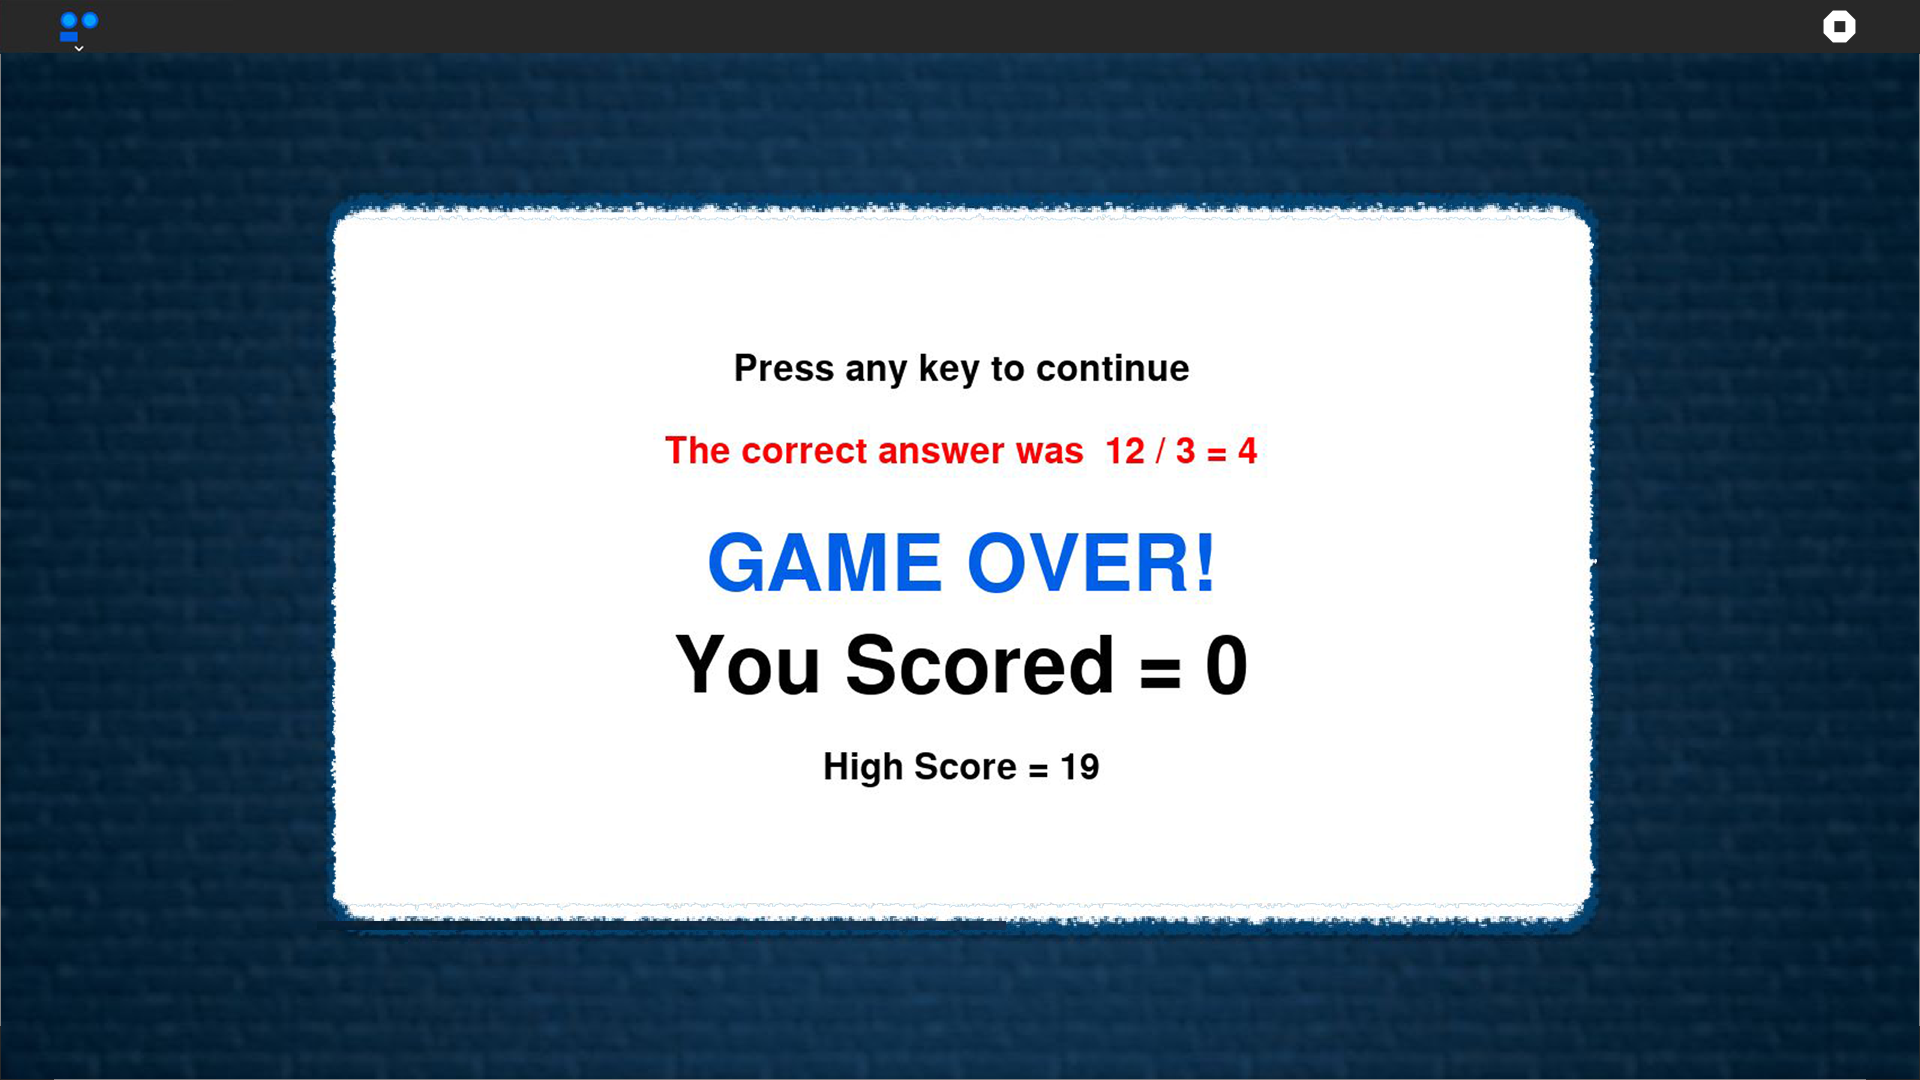 Press any key to continue
The correct answer was  12 / 3 = 4
GAME OVER!
You Scored = 0
High Score = 19